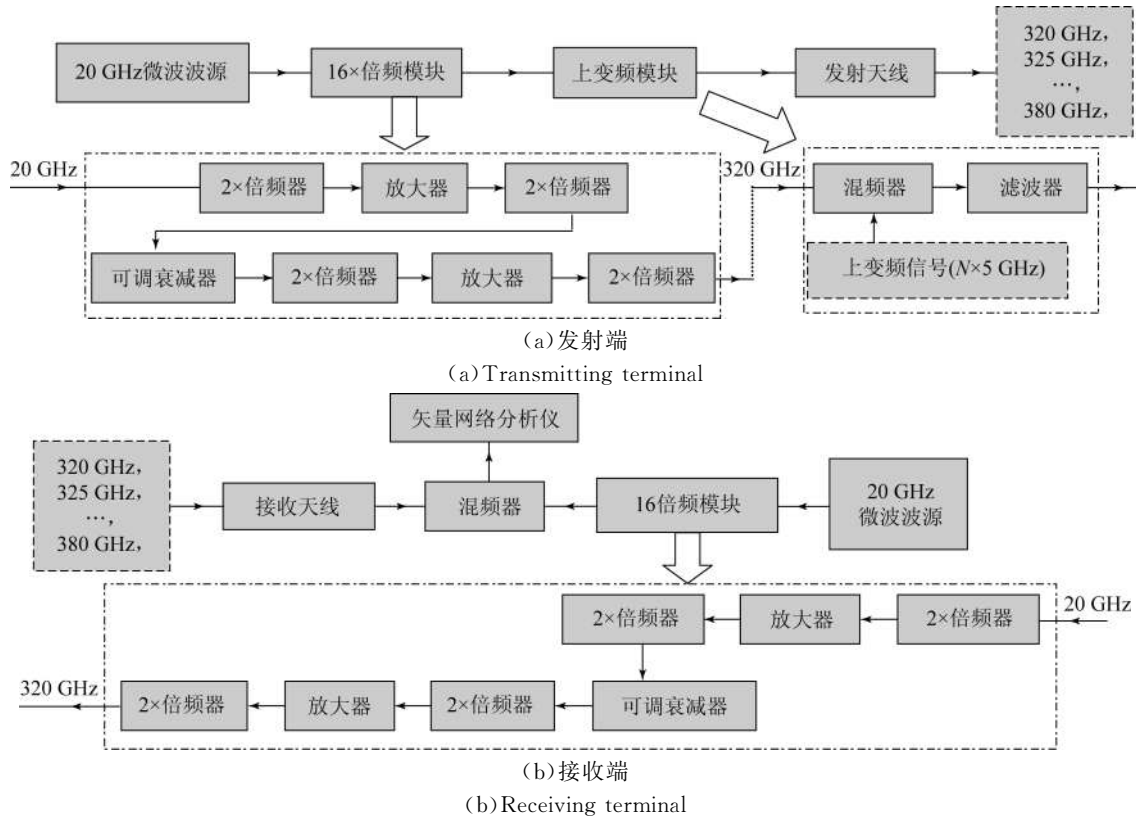 20 GHz微波波源
16×倍频模块
上变频模块
发射天线
320 GHz,
325 GHz,
…,
380 GHz,
20 GHz
2×倍频器
放大器
2×倍频器
可调衰减器
2×倍频器
放大器
2×倍频器
320 GHz
混频器
滤波器
上变频信号(N×5 GHz)
(a)发射端
(a)Transmitting terminal
矢量网络分析仪
320 GHz,
325 GHz,
…,
380 GHz,
接收天线
混频器
16倍频模块
20 GHz
微波波源
2×倍频器
放大器
2×倍频器
20 GHz
320 GHz
2×倍频器
放大器
2×倍频器
可调衰减器
(b)接收端
(b)Receiving terminal